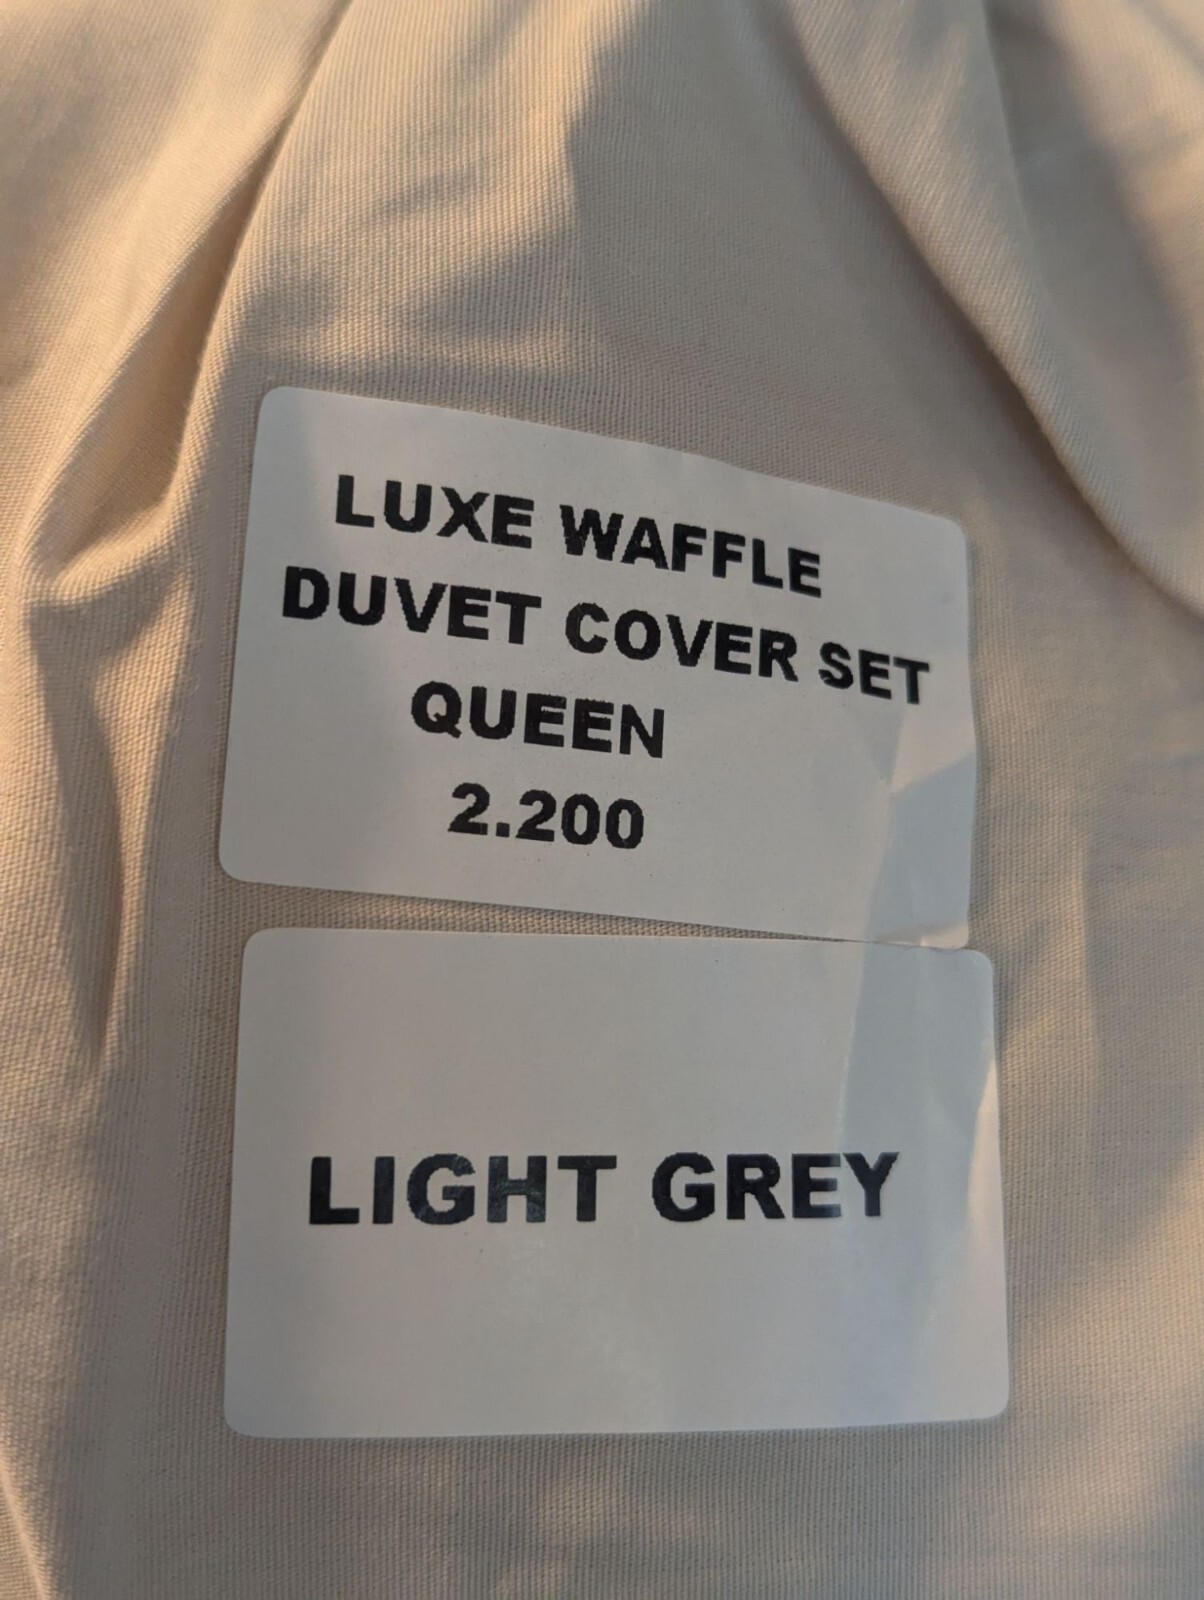 LUXE WAFFLE
DUVET COVER SET
QUEEN
2.200
LIGHT GREY